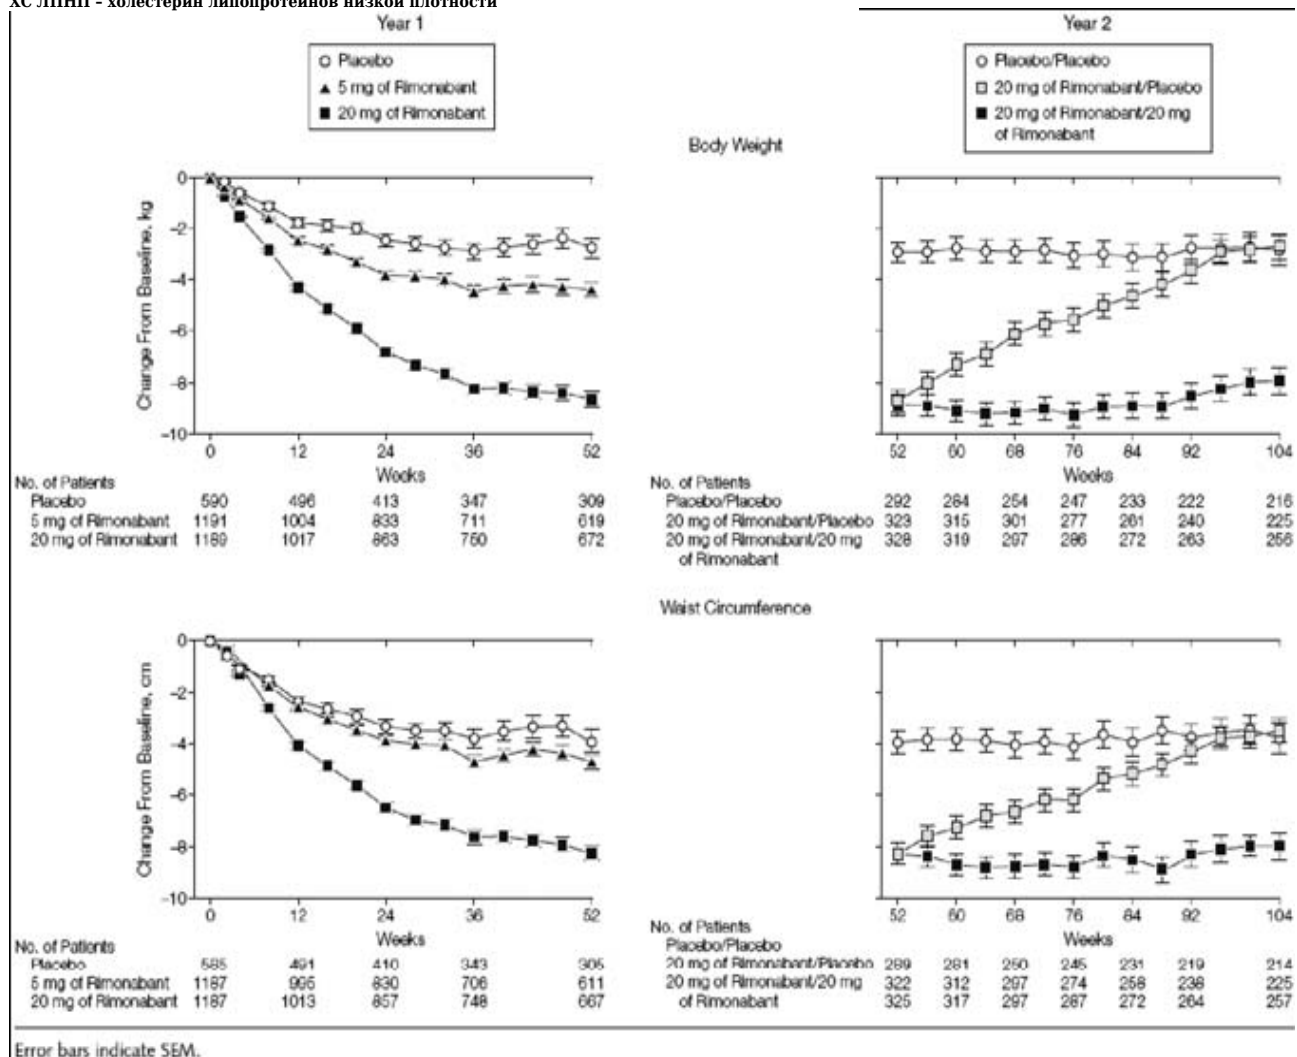 ХС ЛПНП – холестерин липопротеинов низкой плотности
Year 1
Placebo
5 mg of Rimonabant
20 mg of Rimonabant
Year 2
Placebo/Placebo
20 mg of Rimonabant/Placebo
20 mg of Rimonabant/20 mg
of Rimonabant
Body Weight
Change From Baseline, kg
0
–2
–4
–6
–8
–10
0 12 24 36 52
Weeks
No. of Patients
Placebo 590 496 413 347 309
5 mg of Rimonabant 1191 1004 833 711 619
20 mg of Rimonabant 1189 1017 863 750 672
52 60 68 76 84 92 104
Weeks
No. of Patients
Placebo/Placebo 292 284 254 247 233 222 216
20 mg of Rimonabant/Placebo 323 315 301 277 261 240 225
20 mg of Rimonabant/20 mg 328 319 297 286 272 263 256
of Rimonabant
Waist Circumference
Change From Baseline, cm
0
–2
–4
–6
–8
–10
0 12 24 36 52
Weeks
No. of Patients
Placebo 585 491 410 343 305
5 mg of Rimonabant 1187 995 830 706 611
20 mg of Rimonabant 1187 1013 857 748 667
52 60 68 76 84 92 104
Weeks
No. of Patients
Placebo/Placebo
20 mg of Rimonabant/Placebo 289 281 250 245 231 219 214
20 mg of Rimonabant/20 mg 322 312 297 274 258 238 225
of Rimonabant 325 317 297 287 272 264 257
Error bars indicate SEM.